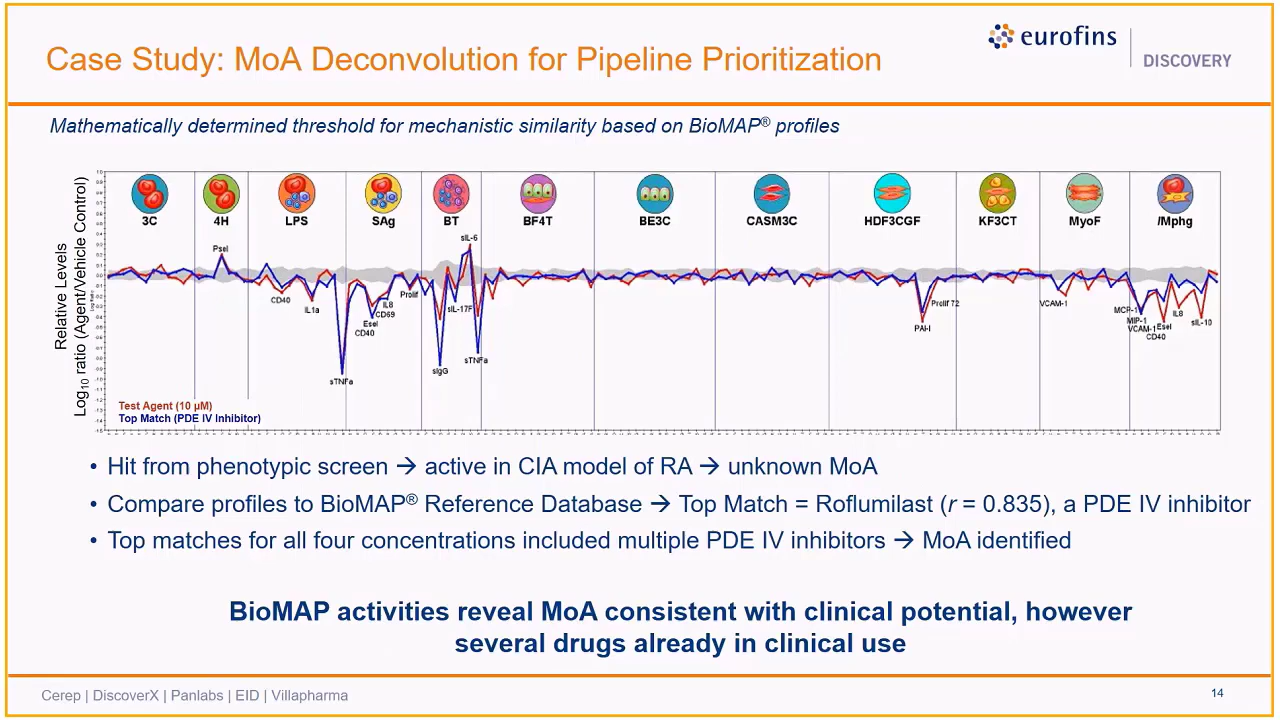 Case Study: MoA Deconvolution for Pipeline Prioritization
eurofins
DISCOVERY
Mathematically determined threshold for mechanistic similarity based on BioMAP® profiles
Relative Levels
Log10 ratio (Agent/Vehicle Control)
3C 4H LPS SAg BT BF4T BE3C CASM3C HDF3CGF KF3CT MyoF /Mphg
Psel
CD40
IL1a
sTNFa
Esel
CD40
IL8
CD69
Prolif
sIgG
sIL-17F
sIL-6
sTNFa
PAI-I
Prolif 72
VCAM-1
MCP-1
MIP-1
VCAM-1
Esel
CD40
IL8
sIL-10
Test Agent (10 µM)
Top Match (PDE IV Inhibitor)
• Hit from phenotypic screen → active in CIA model of RA → unknown MoA
• Compare profiles to BioMAP® Reference Database → Top Match = Roflumilast (r = 0.835), a PDE IV inhibitor
• Top matches for all four concentrations included multiple PDE IV inhibitors → MoA identified
BioMAP activities reveal MoA consistent with clinical potential, however
several drugs already in clinical use
Cerep | DiscoverX | Panlabs | EID | Villapharma
14